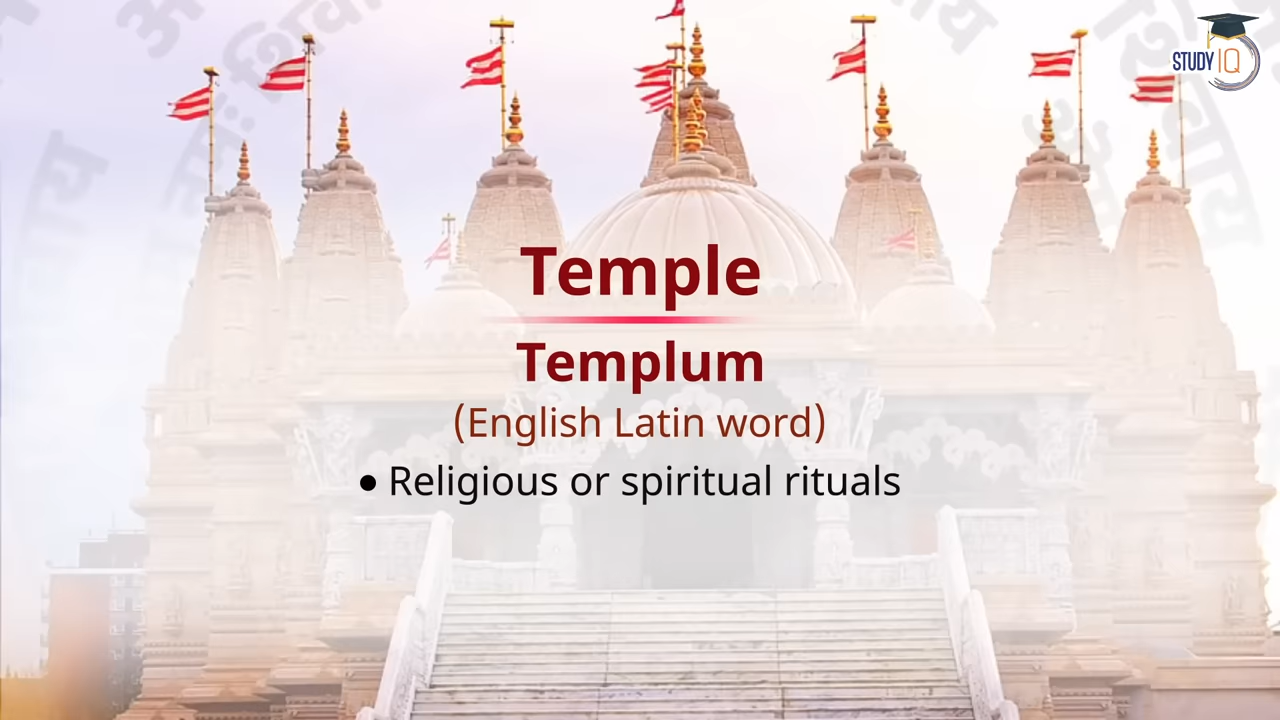 STUDY IQ
Temple
Templum
(English Latin word)
• Religious or spiritual rituals